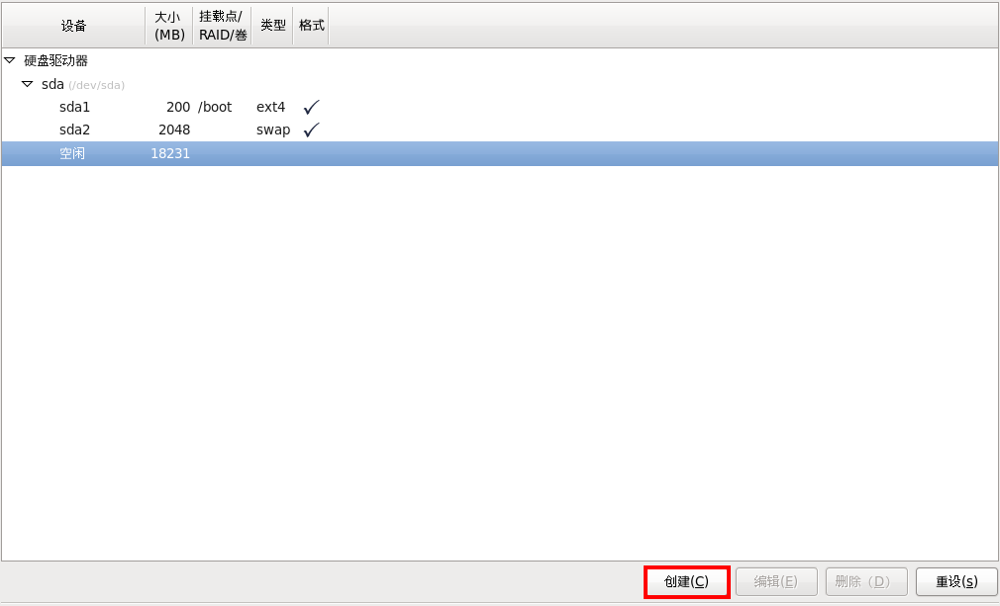 设备 大小 (MB) 挂载点/ RAID/卷 类型 格式
硬盘驱动器
sda (/dev/sda)
sda1 200 /boot ext4
sda2 2048 swap
空闲 18231
创建(C) 编辑(E) 删除（D） 重设(s)